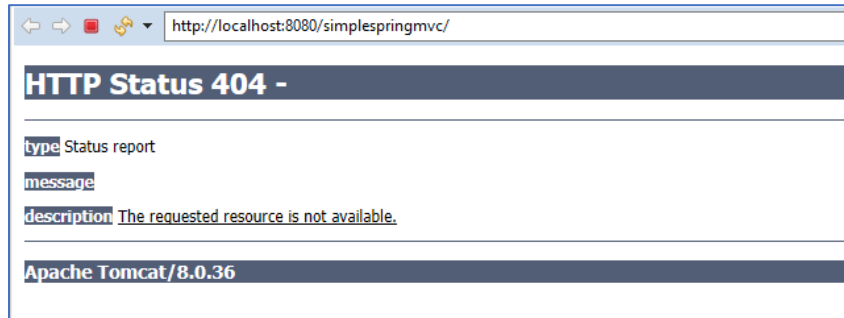 http://localhost:8080/simplespringmvc/
HTTP Status 404 -
type Status report
message
description The requested resource is not available.
Apache Tomcat/8.0.36